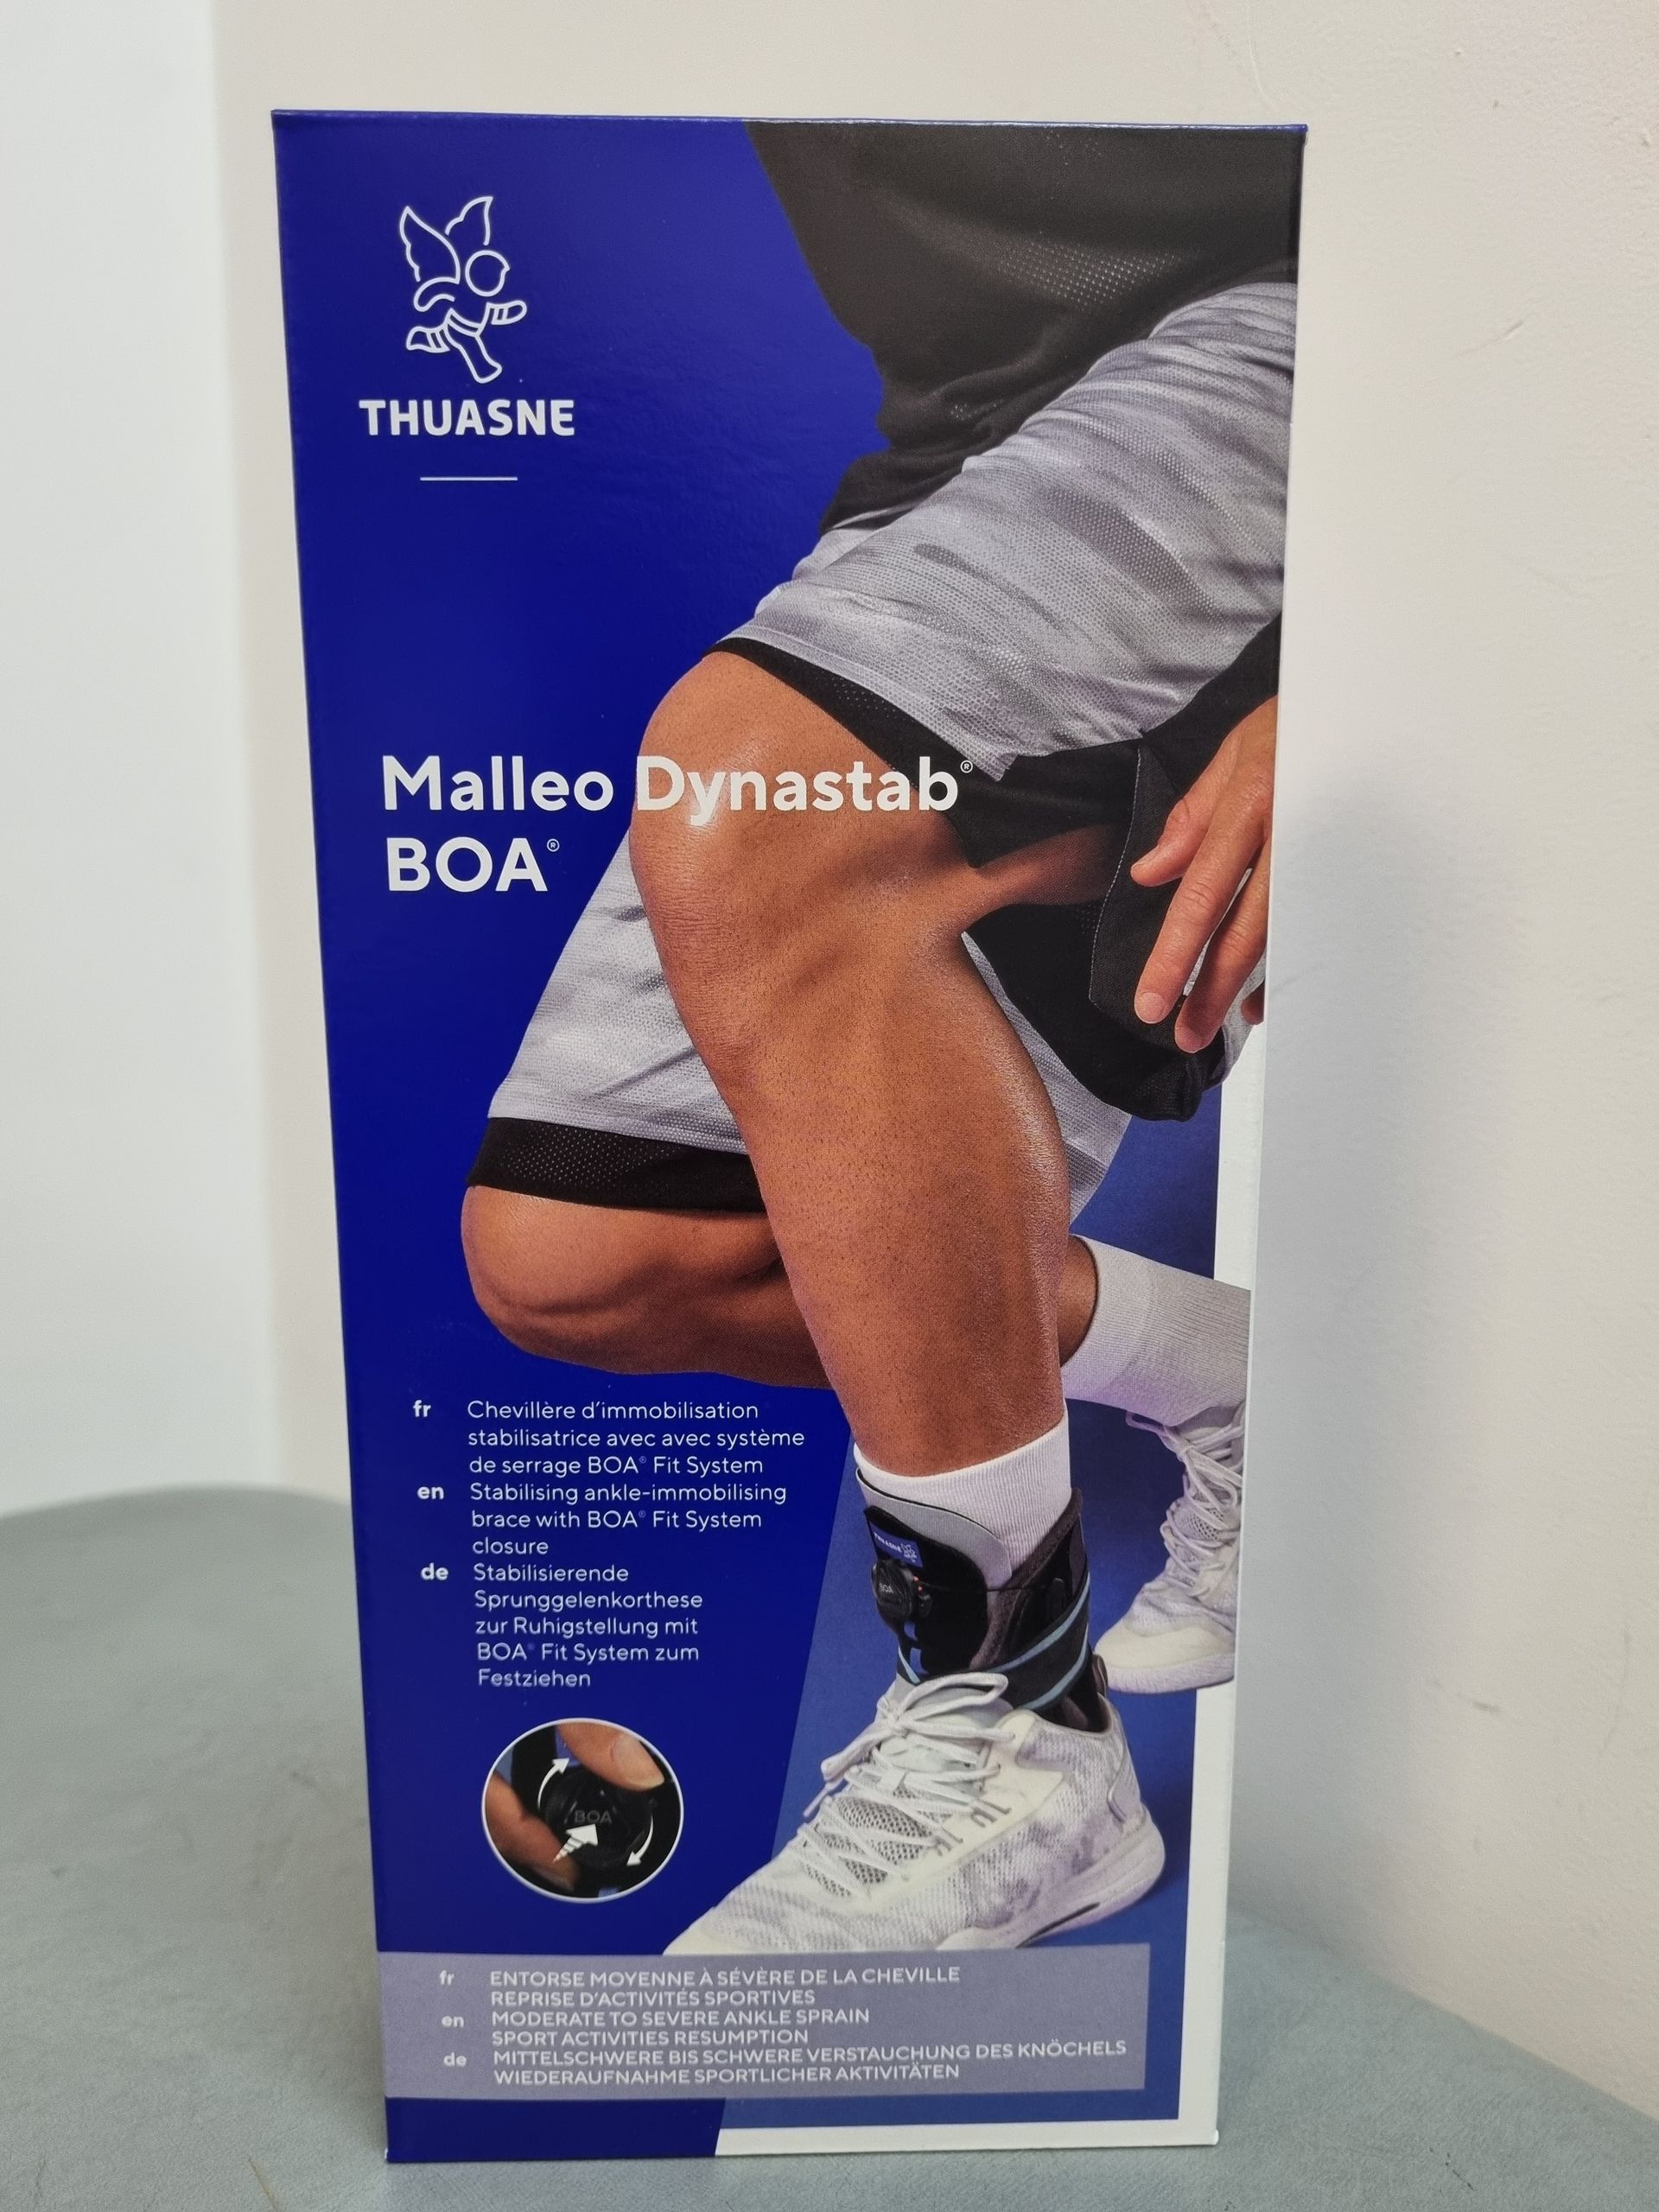 THUASNE
Malleo Dynastab®
BOA®
fr Chevillère d'immobilisation
stabilisatrice avec avec système
de serrage BOA® Fit System
en Stabilising ankle-immobilising
brace with BOA® Fit System
closure
de Stabilisierende
Sprunggelenkorthese
zur Ruhigstellung mit
BOA® Fit System zum
Festziehen
THUASNE
BOA
BOA
fr ENTORSE MOYENNE À SÉVÈRE DE LA CHEVILLE
REPRISE D'ACTIVITÉS SPORTIVES
en MODERATE TO SEVERE ANKLE SPRAIN
SPORT ACTIVITIES RESUMPTION
de MITTELSCHWERE BIS SCHWERE VERSTAUCHUNG DES KNÖCHELS
WIEDERAUFNAHME SPORTLICHER AKTIVITÄTEN